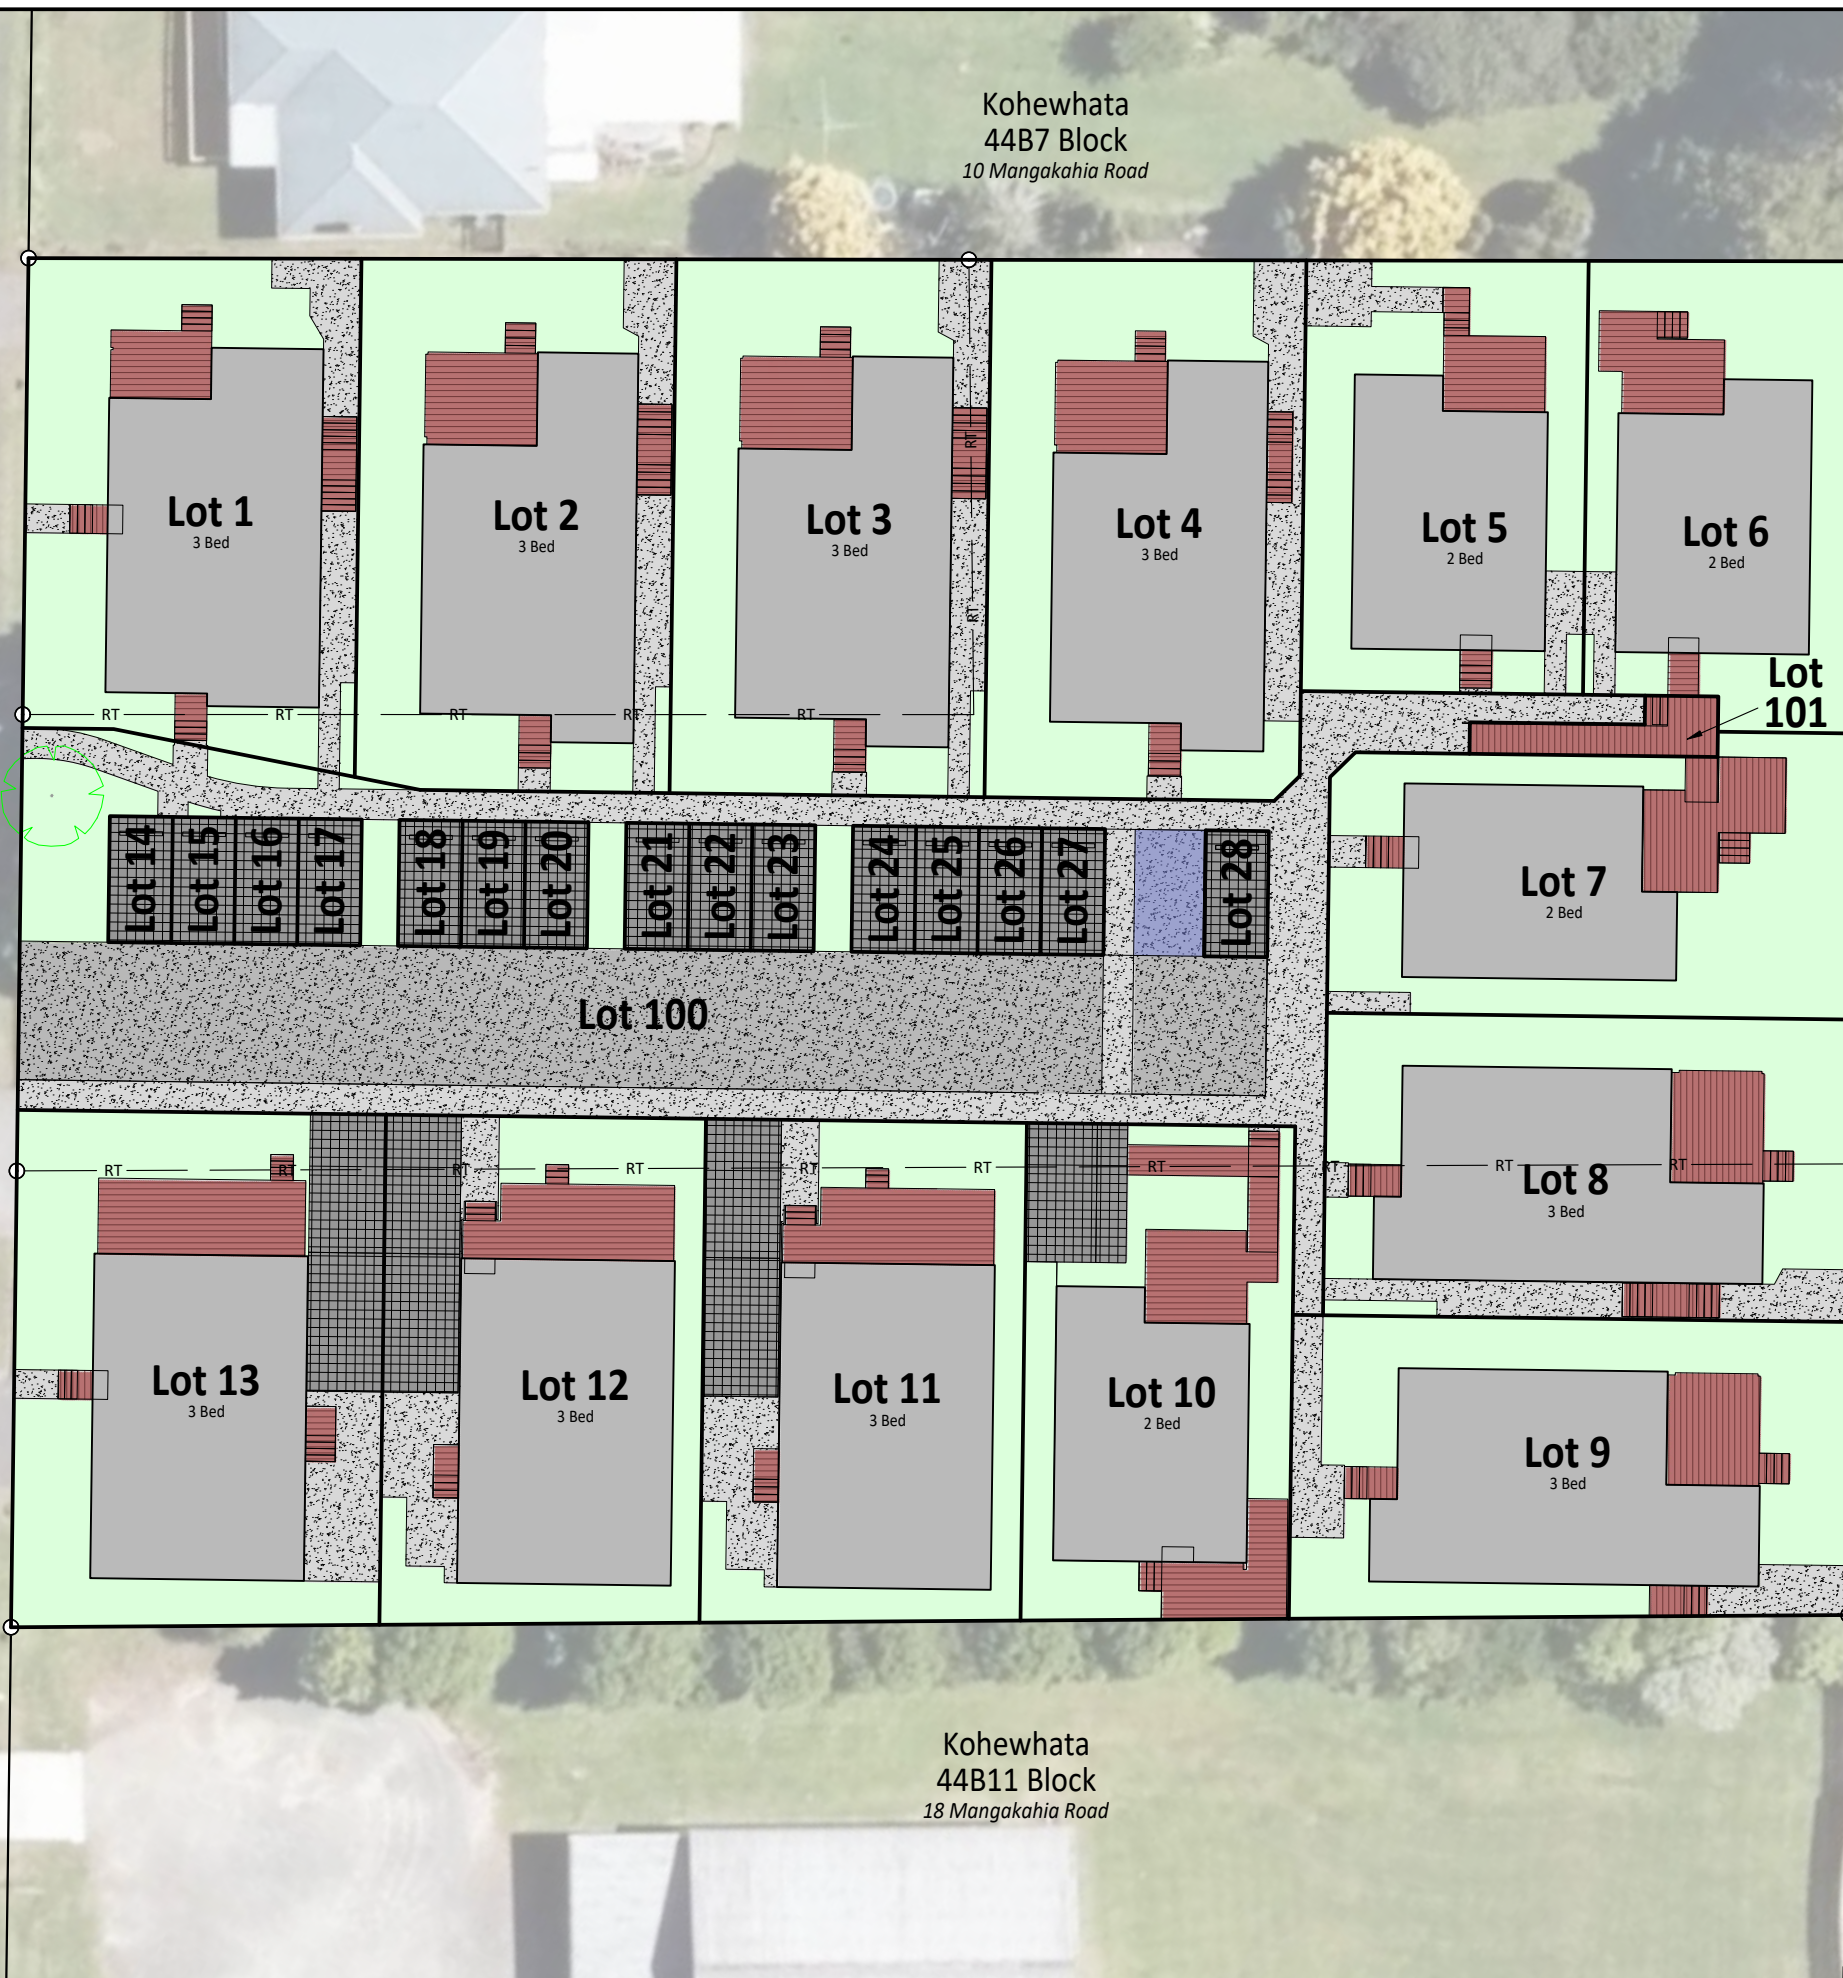 Kohewhata
44B7 Block
10 Mangakahia Road
Lot 1
3 Bed
Lot 2
3 Bed
Lot 3
3 Bed
Lot 4
3 Bed
Lot 5
2 Bed
Lot 6
2 Bed
RT
RT
Lot
101
RT
RT
RT
RT
RT
Lot 14
Lot 15
Lot 16
Lot 17
Lot 18
Lot 19
Lot 20
Lot 21
Lot 22
Lot 23
Lot 24
Lot 25
Lot 26
Lot 27
Lot 28
Lot 7
2 Bed
Lot 100
RT
RT
RT
RT
RT
RT
RT
RT
RT
RT
Lot 8
3 Bed
Lot 13
3 Bed
Lot 12
3 Bed
Lot 11
3 Bed
Lot 10
2 Bed
Lot 9
3 Bed
Kohewhata
44B11 Block
18 Mangakahia Road